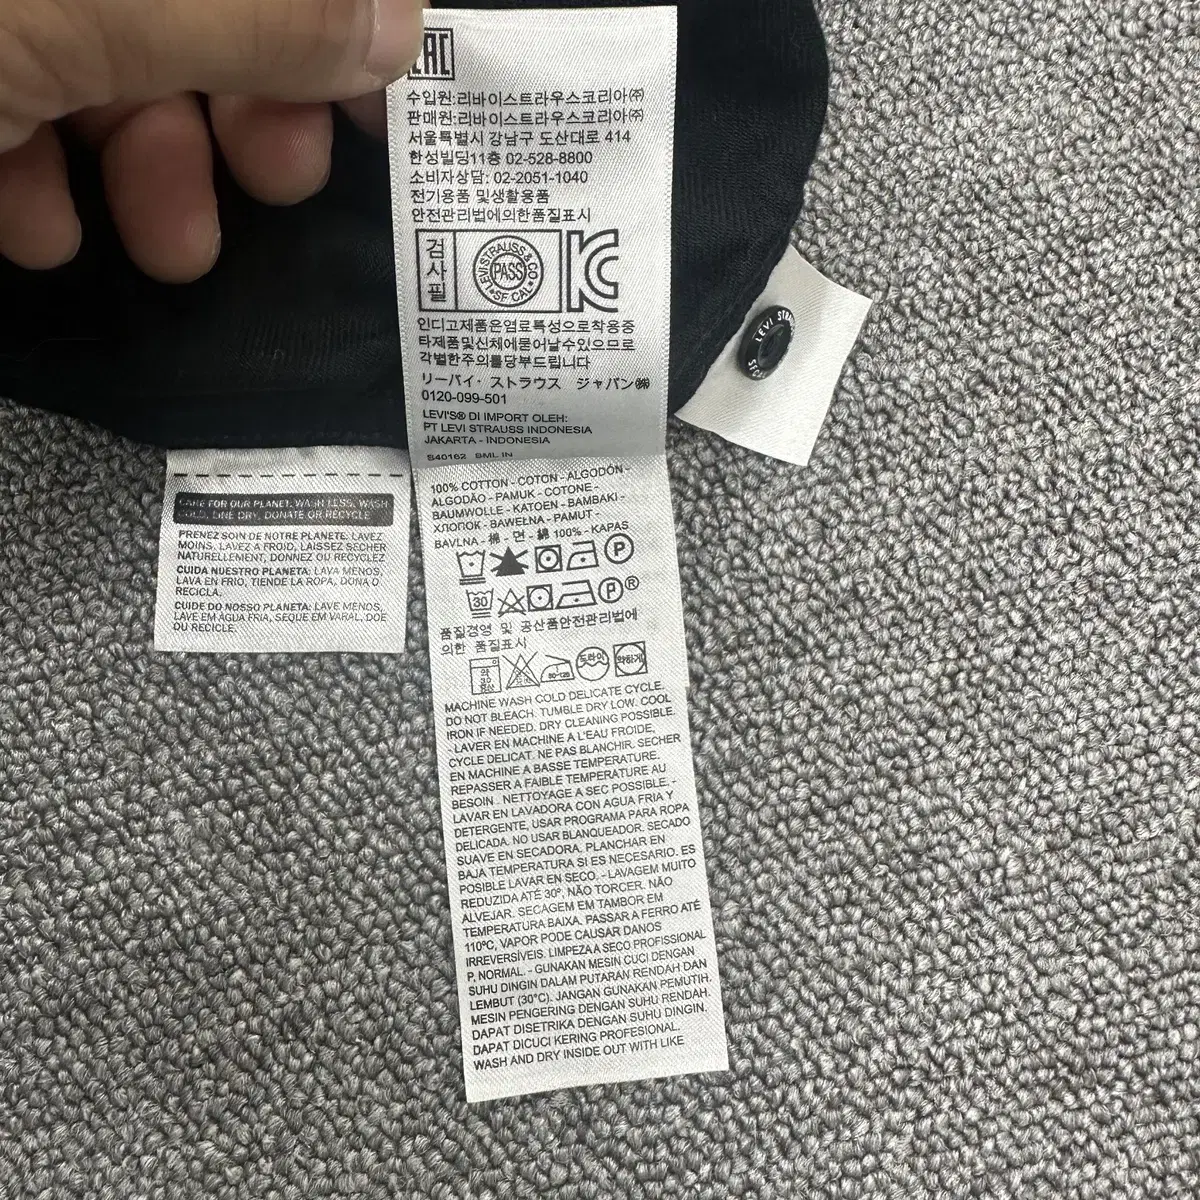 EAC
수입원:리바이스트라우스코리아㈜
판매원:리바이스트라우스코리아㈜
서울특별시 강남구 도산대로 414
한성빌딩11층 02-528-8800
소비자상담: 02-2051-1040
전기용품 및생활용품
안전관리법에의한품질표시
검사필
LEVI STRAUSS & CO
PASS
SF CAL
인디고제품은염료특성으로착용중
타제품및신체에묻어날수있으므로
각별한주의를당부드립니다
リーバイ・ストラウス ジャパン㈱
0120-099-501
LEVI'S® DI IMPORT OLEH:
PT LEVI STRAUSS INDONESIA
JAKARTA - INDONESIA
S40162 SML IN
100% COTTON - COTON - ALGODÓN -
ALGODÃO - PAMUK - COTONE -
BAUMWOLLE - KATOEN - BAMBAKI -
ХЛОПОК - BAWEŁNA - PAMUT -
BAVLNA - 棉 - 면 - 綿 100% - KAPAS
P
30
P ®
품질경영 및 공산품안전관리법에
의한 품질표시
약
30
중성
80-120
드라이
약하게
MACHINE WASH COLD DELICATE CYCLE.
DO NOT BLEACH. TUMBLE DRY LOW. COOL
IRON IF NEEDED. DRY CLEANING POSSIBLE.
- LAVER EN MACHINE A L'EAU FROIDE,
CYCLE DELICAT. NE PAS BLANCHIR. SECHER
EN MACHINE A BASSE TEMPERATURE.
REPASSER A FAIBLE TEMPERATURE AU
BESOIN . NETTOYAGE A SEC POSSIBLE. -
LAVAR EN LAVADORA CON AGUA FRIA Y
DETERGENTE, USAR PROGRAMA PARA ROPA
DELICADA. NO USAR BLANQUEADOR. SECADO
SUAVE EN SECADORA. PLANCHAR EN
BAJA TEMPERATURA SI ES NECESARIO. ES
POSIBLE LAVAR EN SECO. - LAVAGEM MUITO
REDUZIDA ATÉ 30º, NÃO TORCER. NÃO
ALVEJAR. SECAGEM EM TAMBOR EM
TEMPERATURA BAIXA. PASSAR A FERRO ATÉ
110ºC, VAPOR PODE CAUSAR DANOS
IRREVERSÍVEIS. LIMPEZA A SECO PROFISSIONAL
P, NORMAL. - GUNAKAN MESIN CUCI DENGAN
SUHU DINGIN DALAM PUTARAN RENDAH DAN
LEMBUT (30°C). JANGAN GUNAKAN PEMUTIH.
MESIN PENGERING DENGAN SUHU RENDAH.
DAPAT DISETRIKA DENGAN SUHU DINGIN.
DAPAT DICUCI KERING PROFESIONAL.
WASH AND DRY INSIDE OUT WITH LIKE
CARE FOR OUR PLANET: WASH LESS, WASH
COLD, LINE DRY, DONATE OR RECYCLE
PRENEZ SOIN DE NOTRE PLANETE: LAVEZ
MOINS, LAVEZ A FROID, LAISSEZ SECHER
NATURELLEMENT, DONNEZ OU RECYCLEZ
CUIDA NUESTRO PLANETA: LAVA MENOS,
LAVA EN FRIO, TIENDE LA ROPA, DONA O
RECICLA.
CUIDE DO NOSSO PLANETA: LAVE MENOS,
LAVE EM ÁGUA FRIA, SEQUE EM VARAL, DOE
OU RECICLE.
LEVI